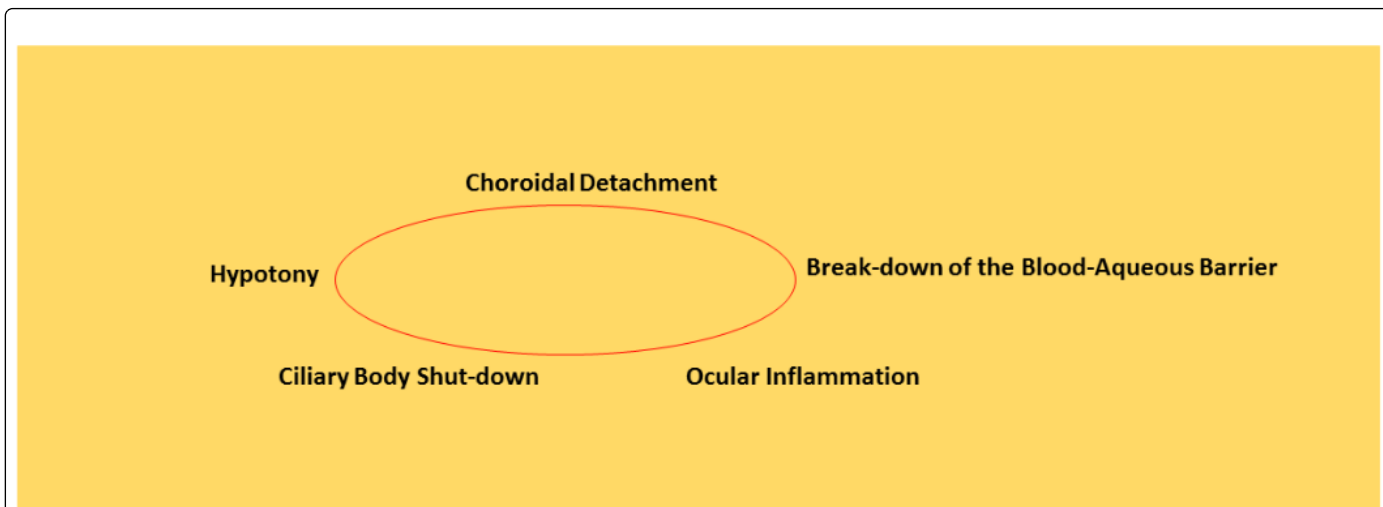 Choroidal Detachment
Hypotony
Break-down of the Blood-Aqueous Barrier
Ciliary Body Shut-down
Ocular Inflammation